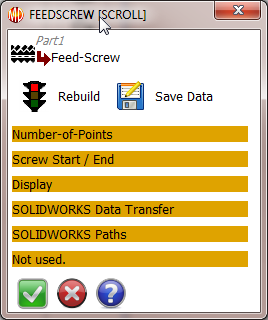 FEEDSCREW [SCROLL]
Part1
Feed-Screw
Rebuild
Save Data
Number-of-Points
Screw Start / End
Display
SOLIDWORKS Data Transfer
SOLIDWORKS Paths
Not used.